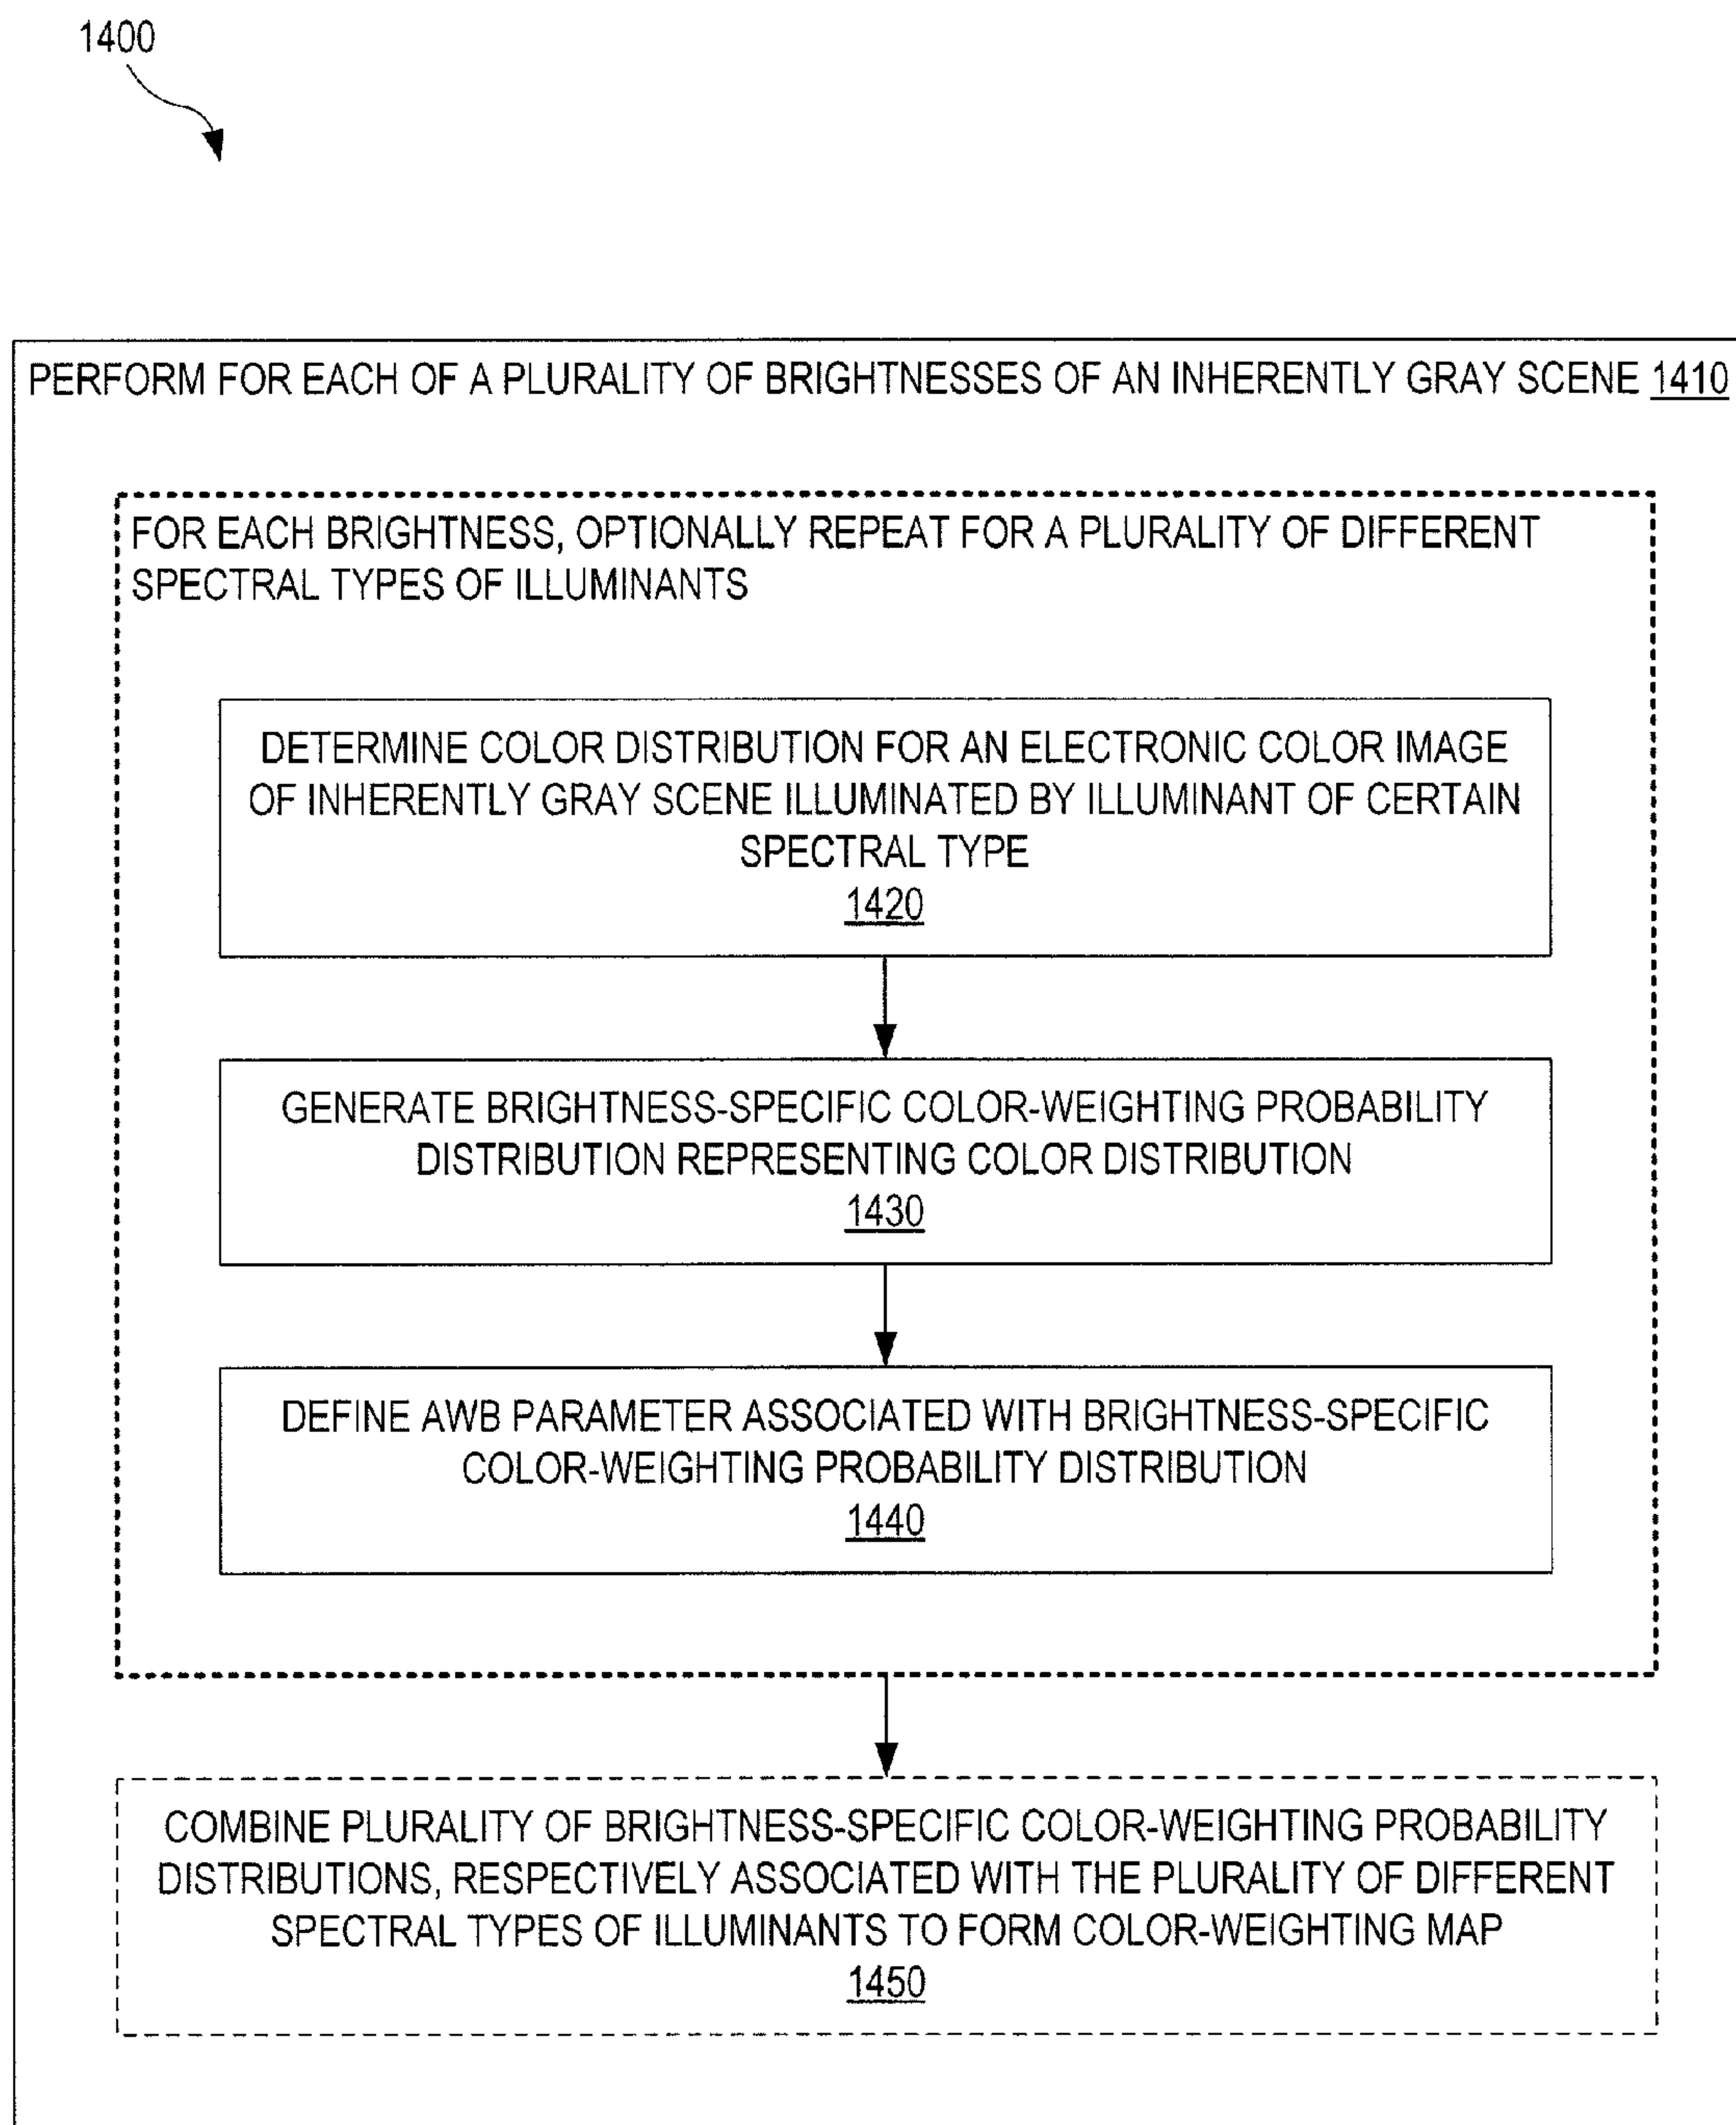 1400
PERFORM FOR EACH OF A PLURALITY OF BRIGHTNESSES OF AN INHERENTLY GRAY SCENE 1410
FOR EACH BRIGHTNESS, OPTIONALLY REPEAT FOR A PLURALITY OF DIFFERENT
SPECTRAL TYPES OF ILLUMINANTS
DETERMINE COLOR DISTRIBUTION FOR AN ELECTRONIC COLOR IMAGE
OF INHERENTLY GRAY SCENE ILLUMINATED BY ILLUMINANT OF CERTAIN
SPECTRAL TYPE
1420
GENERATE BRIGHTNESS-SPECIFIC COLOR-WEIGHTING PROBABILITY
DISTRIBUTION REPRESENTING COLOR DISTRIBUTION
1430
DEFINE AWB PARAMETER ASSOCIATED WITH BRIGHTNESS-SPECIFIC
COLOR-WEIGHTING PROBABILITY DISTRIBUTION
1440
COMBINE PLURALITY OF BRIGHTNESS-SPECIFIC COLOR-WEIGHTING PROBABILITY
DISTRIBUTIONS, RESPECTIVELY ASSOCIATED WITH THE PLURALITY OF DIFFERENT
SPECTRAL TYPES OF ILLUMINANTS TO FORM COLOR-WEIGHTING MAP
1450